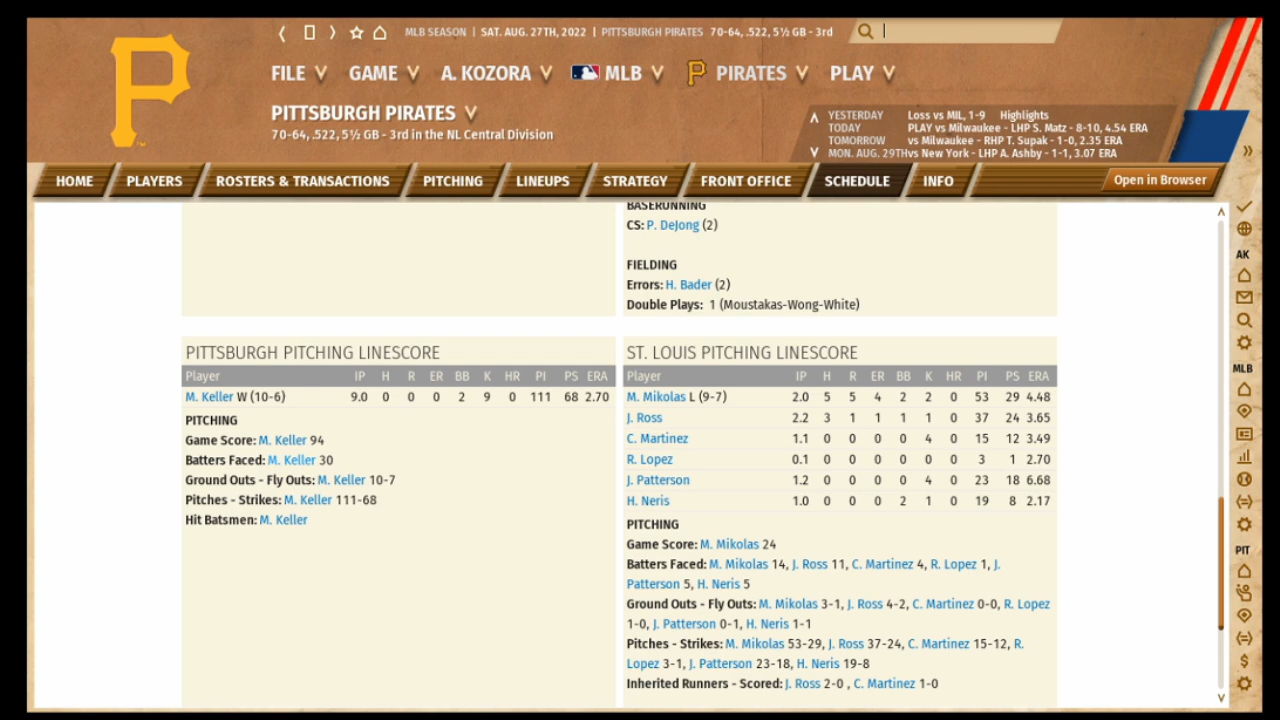 MLB SEASON | SAT. AUG. 27TH, 2022 | PITTSBURGH PIRATES 70-64, .522, 5½ GB - 3rd
FILE GAME A. KOZORA MLB PIRATES PLAY
PITTSBURGH PIRATES
70-64, .522, 5½ GB - 3rd in the NL Central Division
YESTERDAY Loss vs MIL, 1-9 Highlights
TODAY PLAY vs Milwaukee - LHP S. Matz - 8-10, 4.54 ERA
TOMORROW vs Milwaukee - RHP T. Supak - 1-0, 2.35 ERA
MON. AUG. 29TH vs New York - LHP A. Ashby - 1-1, 3.07 ERA
HOME PLAYERS ROSTERS & TRANSACTIONS PITCHING LINEUPS STRATEGY FRONT OFFICE SCHEDULE INFO Open in Browser
BASERUNNING
CS: P. DeJong (2)
FIELDING
Errors: H. Bader (2)
Double Plays: 1 (Moustakas-Wong-White)
PITTSBURGH PITCHING LINESCORE
Player IP H R ER BB K HR PI PS ERA
M. Keller W (10-6) 9.0 0 0 0 2 9 0 111 68 2.70
PITCHING
Game Score: M. Keller 94
Batters Faced: M. Keller 30
Ground Outs - Fly Outs: M. Keller 10-7
Pitches - Strikes: M. Keller 111-68
Hit Batsmen: M. Keller
ST. LOUIS PITCHING LINESCORE
Player IP H R ER BB K HR PI PS ERA
M. Mikolas L (9-7) 2.0 5 5 4 2 2 0 53 29 4.48
J. Ross 2.2 3 1 1 1 1 0 37 24 3.65
C. Martinez 1.1 0 0 0 0 4 0 15 12 3.49
R. Lopez 0.1 0 0 0 0 0 0 3 1 2.70
J. Patterson 1.2 0 0 0 0 4 0 23 18 6.68
H. Neris 1.0 0 0 0 2 1 0 19 8 2.17
PITCHING
Game Score: M. Mikolas 24
Batters Faced: M. Mikolas 14, J. Ross 11, C. Martinez 4, R. Lopez 1, J.
Patterson 5, H. Neris 5
Ground Outs - Fly Outs: M. Mikolas 3-1, J. Ross 4-2, C. Martinez 0-0, R. Lopez
1-0, J. Patterson 0-1, H. Neris 1-1
Pitches - Strikes: M. Mikolas 53-29, J. Ross 37-24, C. Martinez 15-12, R.
Lopez 3-1, J. Patterson 23-18, H. Neris 19-8
Inherited Runners - Scored: J. Ross 2-0 , C. Martinez 1-0
AK
MLB
PIT